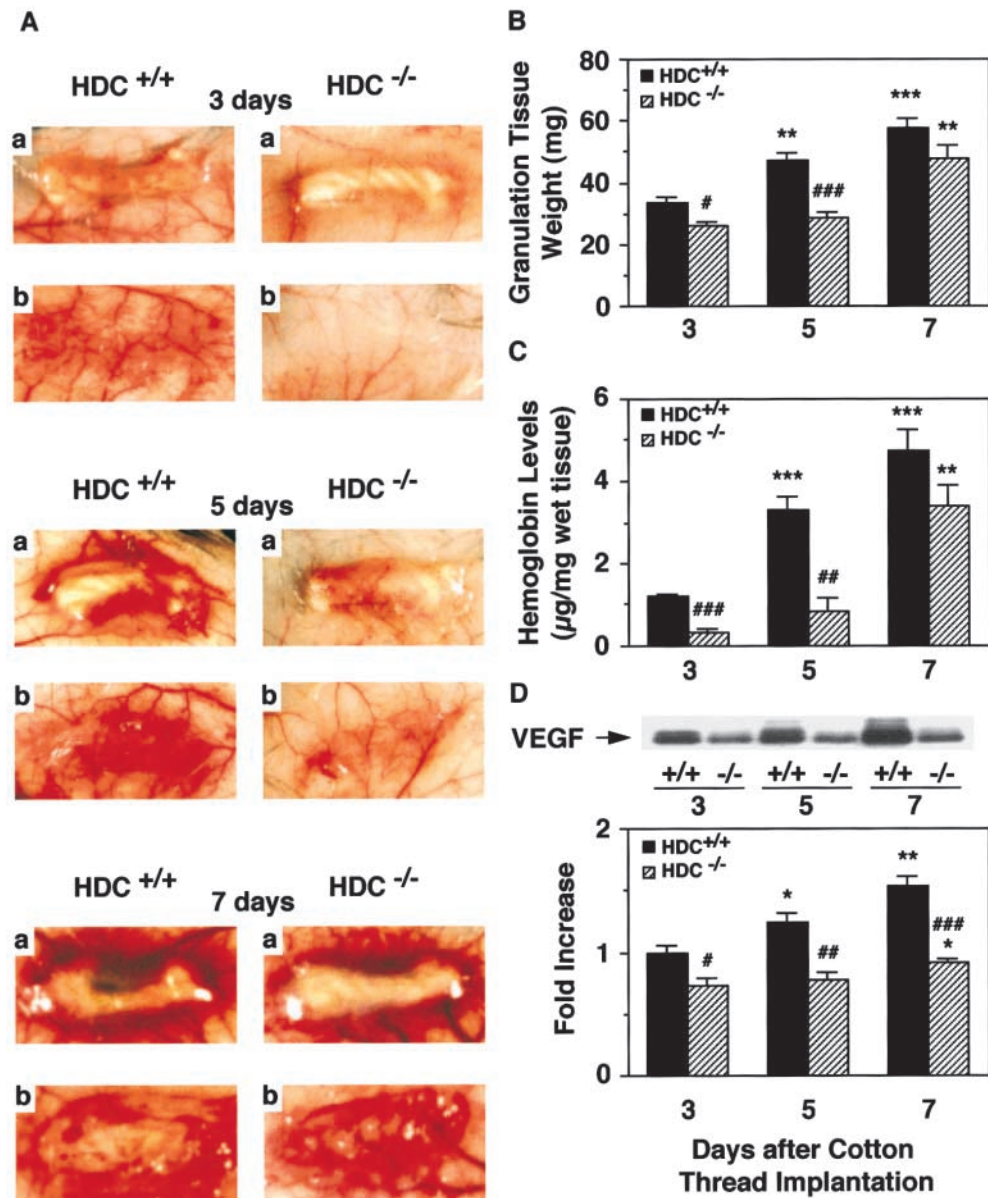 A
HDC +/+ 3 days HDC -/-
a a
b b
HDC +/+ 5 days HDC -/-
a a
b b
HDC +/+ 7 days HDC -/-
a a
b b
B
Granulation Tissue
Weight (mg)
80
60
40
20
0
HDC+/+
HDC -/-
# ** ### *** **
3 5 7
C
Hemoglobin Levels
(µg/mg wet tissue)
6
4
2
0
HDC+/+
HDC -/-
### *** ## *** **
3 5 7
D
VEGF
+/+ -/- +/+ -/- +/+ -/-
3 5 7
Fold Increase
2
1
0
HDC+/+
HDC -/-
# * ## ** ### *
3 5 7
Days after Cotton
Thread Implantation